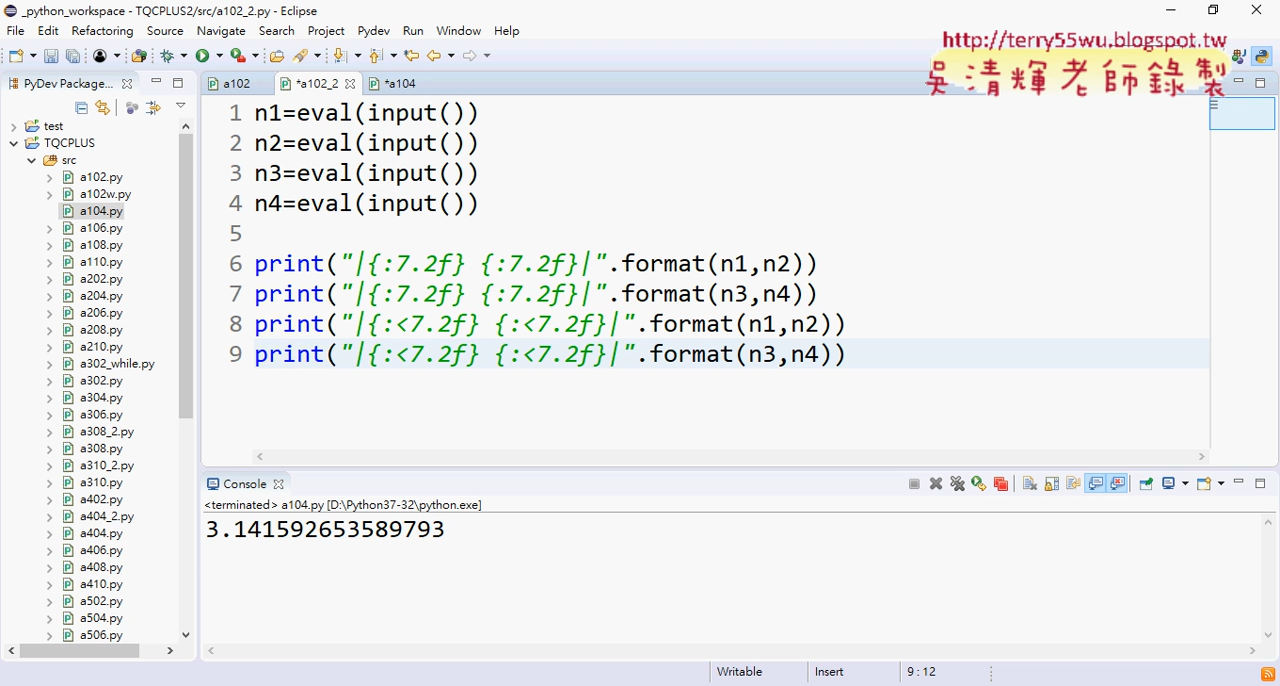 _python_workspace - TQCPLUS2/src/a102_2.py - Eclipse
File Edit Refactoring Source Navigate Search Project Pydev Run Window Help
http://terry55wu.blogspot.tw
吳清輝老師錄製
PyDev Package...
a102
*a102_2
*a104
test
TQCPLUS
src
a102.py
a102w.py
a104.py
a106.py
a108.py
a110.py
a202.py
a204.py
a206.py
a208.py
a210.py
a302_while.py
a302.py
a304.py
a306.py
a308_2.py
a308.py
a310_2.py
a310.py
a402.py
a404_2.py
a404.py
a406.py
a408.py
a410.py
a502.py
a504.py
a506.py
1 n1=eval(input())
2 n2=eval(input())
3 n3=eval(input())
4 n4=eval(input())
5
6 print("|{:7.2f} {:7.2f}|".format(n1,n2))
7 print("|{:7.2f} {:7.2f}|".format(n3,n4))
8 print("|{:<7.2f} {:<7.2f}|".format(n1,n2))
9 print("|{:<7.2f} {:<7.2f}|".format(n3,n4))
Console
<terminated> a104.py [D:\Python37-32\python.exe]
3.141592653589793
Writable Insert 9 : 12